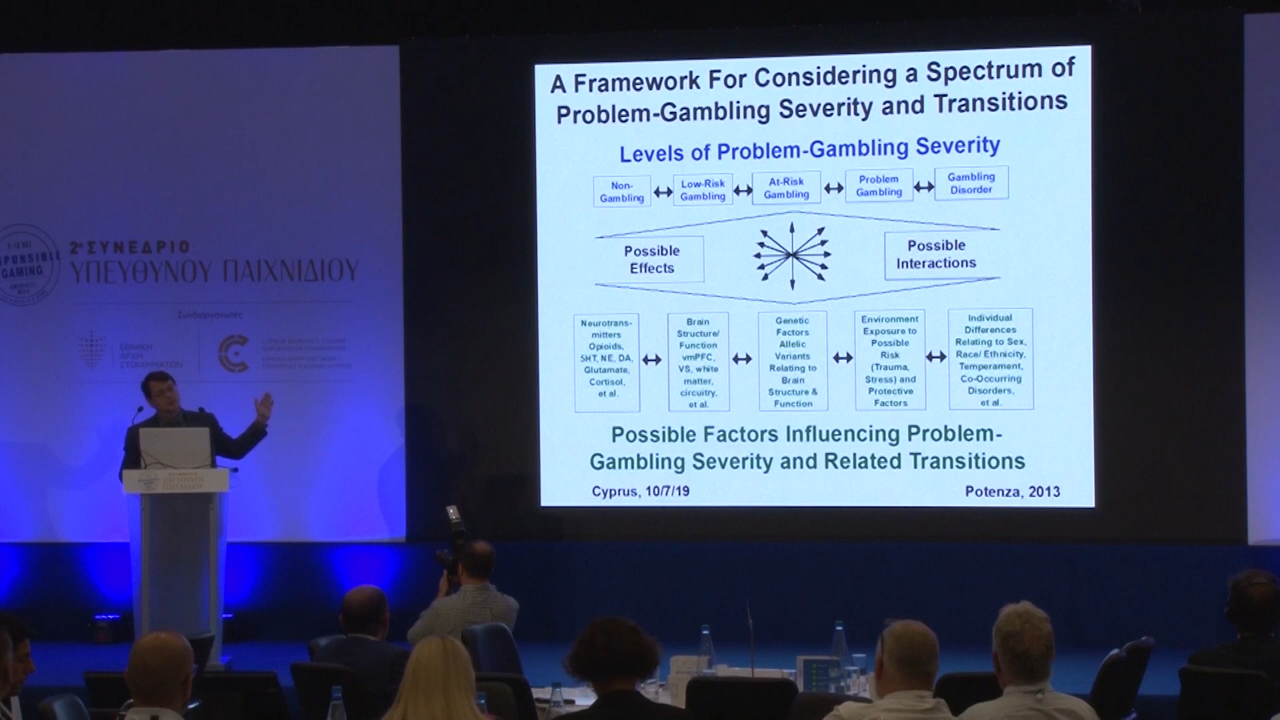 A Framework For Considering a Spectrum of
Problem-Gambling Severity and Transitions
Levels of Problem-Gambling Severity
Non-
Gambling
Low-Risk
Gambling
At-Risk
Gambling
Problem
Gambling
Gambling
Disorder
Possible
Effects
Possible
Interactions
Neurotrans-
mitters
Opioids,
5HT, NE, DA,
Glutamate,
Cortisol,
et al.
Brain
Structure/
Function
vmPFC,
VS, white
matter,
circuitry,
et al.
Genetic
Factors
Allelic
Variants
Relating to
Brain
Structure &
Function
Environment
Exposure to
Possible
Risk
(Trauma,
Stress) and
Protective
Factors
Individual
Differences
Relating to Sex,
Race/ Ethnicity,
Temperament,
Co-Occurring
Disorders,
et al.
Possible Factors Influencing Problem-
Gambling Severity and Related Transitions
Cyprus, 10/7/19
Potenza, 2013
GAMING
2ο ΣΥΝΕΔΡΙΟ
ΥΠΕΥΘΥΝΟΥ ΠΑΙΧΝΙΔΙΟΥ
Συνδιοργάνωση:
ΕΘΝΙΚΗ
ΑΡΧΗ
ΣΤΟΙΧΗΜΑΤΩΝ